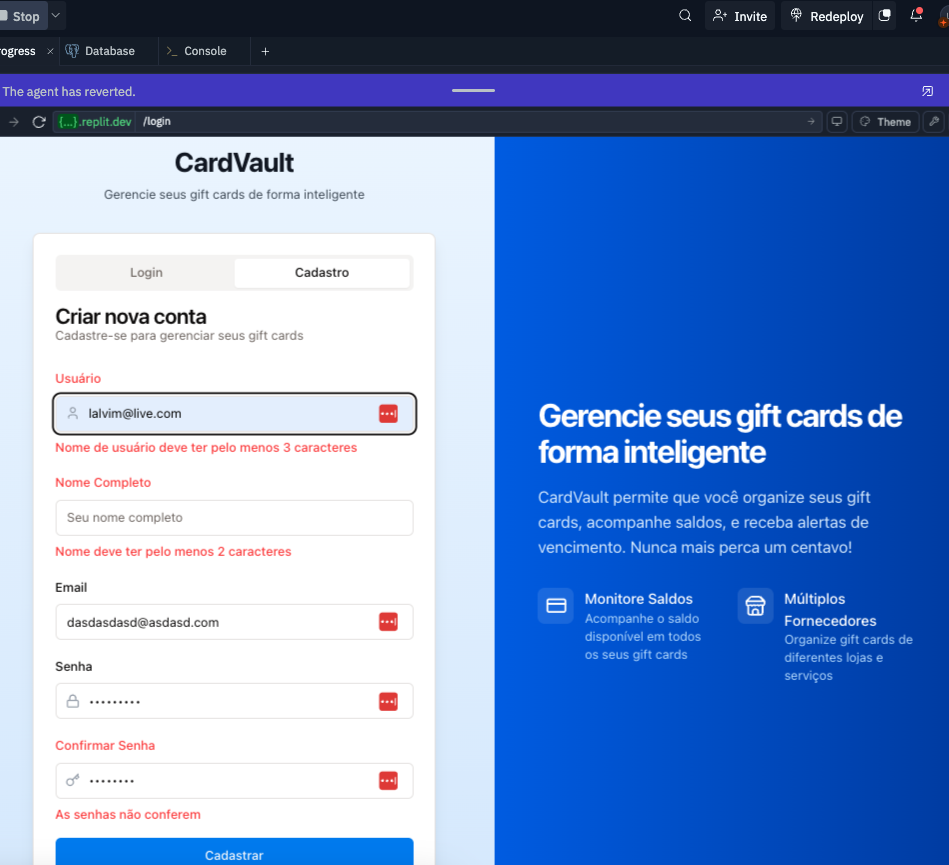 Stop
Invite
Redeploy
rogress
Database
Console
The agent has reverted.
{...}.replit.dev /login
Theme
CardVault
Gerencie seus gift cards de forma inteligente
Login
Cadastro
Criar nova conta
Cadastre-se para gerenciar seus gift cards
Usuário
lalvim@live.com
Nome de usuário deve ter pelo menos 3 caracteres
Nome Completo
Seu nome completo
Nome deve ter pelo menos 2 caracteres
Email
dasdasdasd@asdasd.com
Senha
•••••••••
Confirmar Senha
••••••••
As senhas não conferem
Cadastrar
Gerencie seus gift cards de
forma inteligente
CardVault permite que você organize seus gift
cards, acompanhe saldos, e receba alertas de
vencimento. Nunca mais perca um centavo!
Monitore Saldos
Acompanhe o saldo
disponível em todos
os seus gift cards
Múltiplos
Fornecedores
Organize gift cards de
diferentes lojas e
serviços